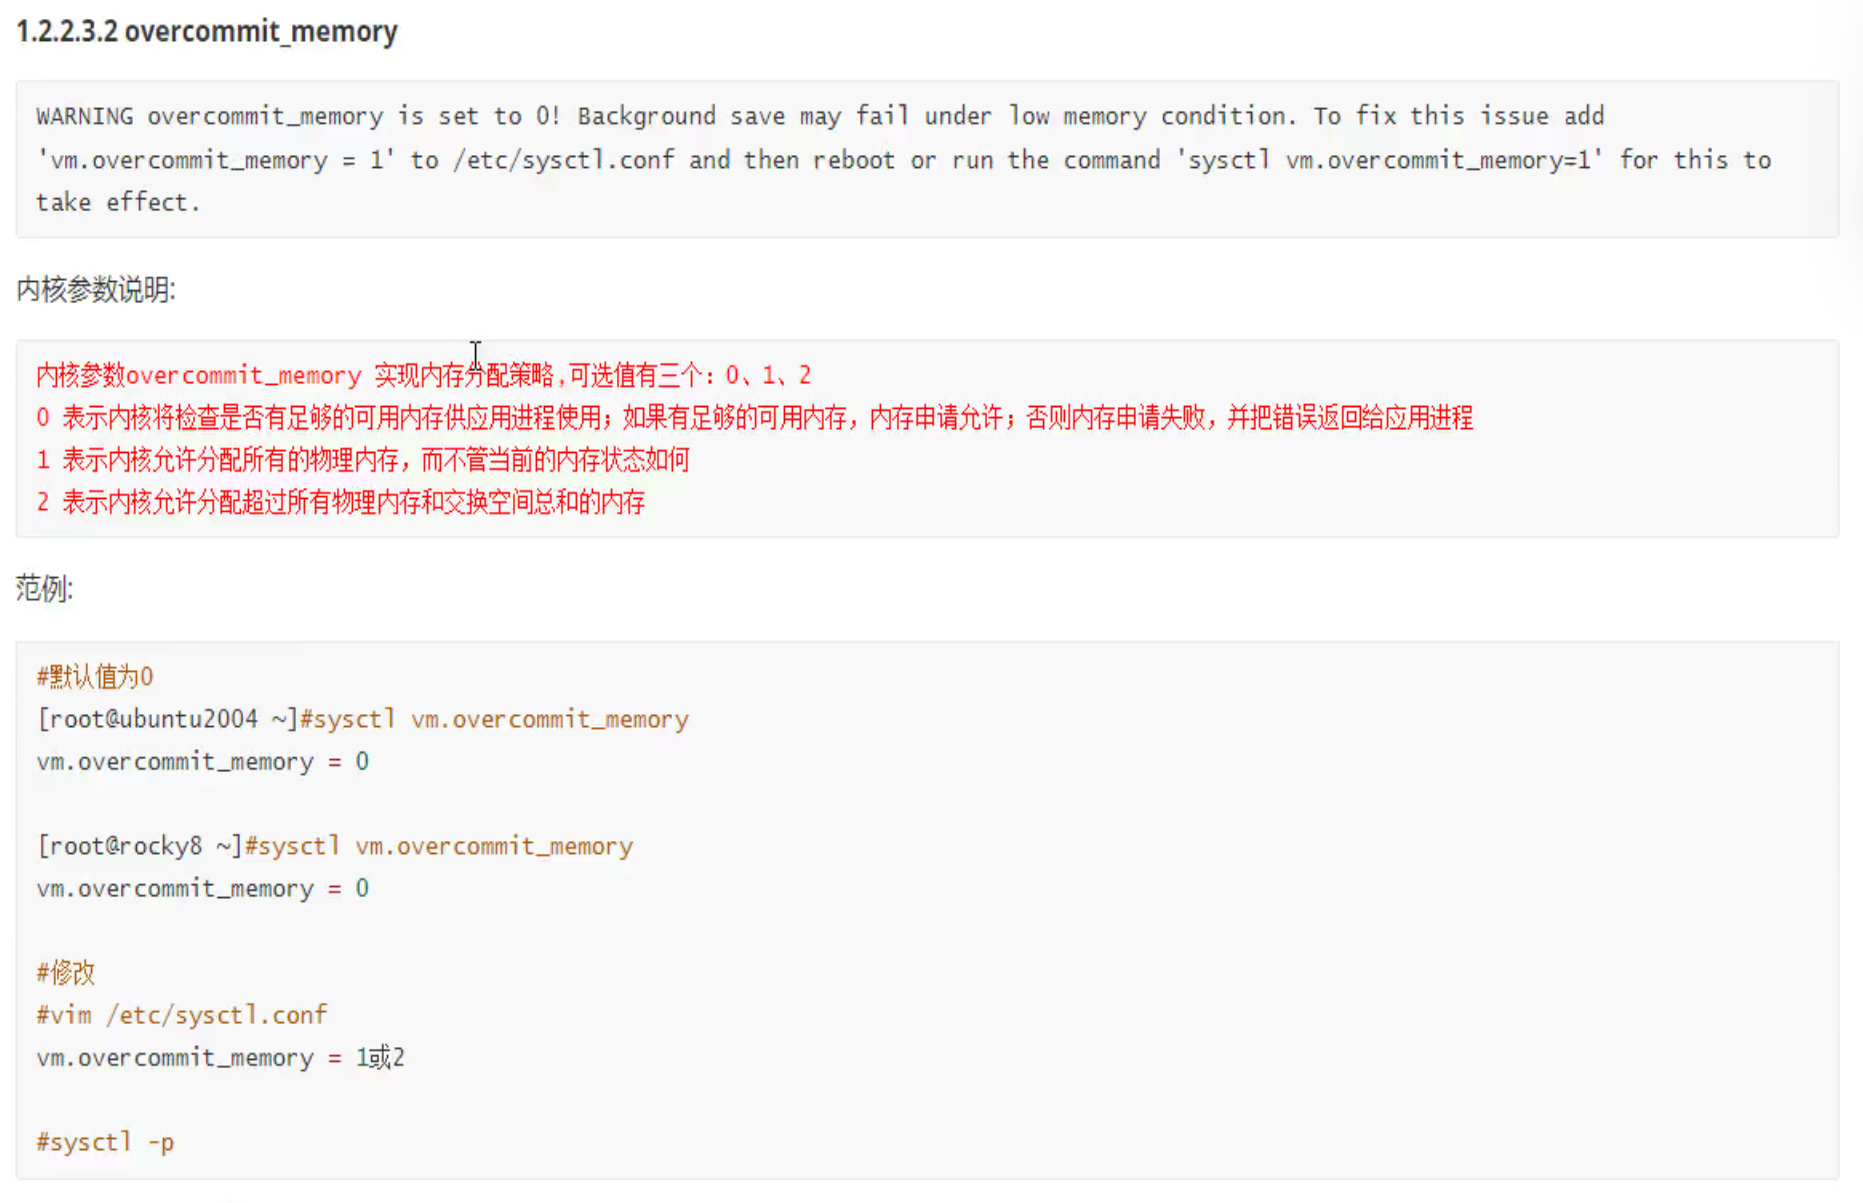 1.2.2.3.2 overcommit_memory
WARNING overcommit_memory is set to 0! Background save may fail under low memory condition. To fix this issue add
'vm.overcommit_memory = 1' to /etc/sysctl.conf and then reboot or run the command 'sysctl vm.overcommit_memory=1' for this to
take effect.
内核参数说明:
内核参数overcommit_memory 实现内存分配策略,可选值有三个：0、1、2
0 表示内核将检查是否有足够的可用内存供应用进程使用；如果有足够的可用内存，内存申请允许；否则内存申请失败，并把错误返回给应用进程
1 表示内核允许分配所有的物理内存，而不管当前的内存状态如何
2 表示内核允许分配超过所有物理内存和交换空间总和的内存
范例:
#默认值为0
[root@ubuntu2004 ~]#sysctl vm.overcommit_memory
vm.overcommit_memory = 0
[root@rocky8 ~]#sysctl vm.overcommit_memory
vm.overcommit_memory = 0
#修改
#vim /etc/sysctl.conf
vm.overcommit_memory = 1或2
#sysctl -p